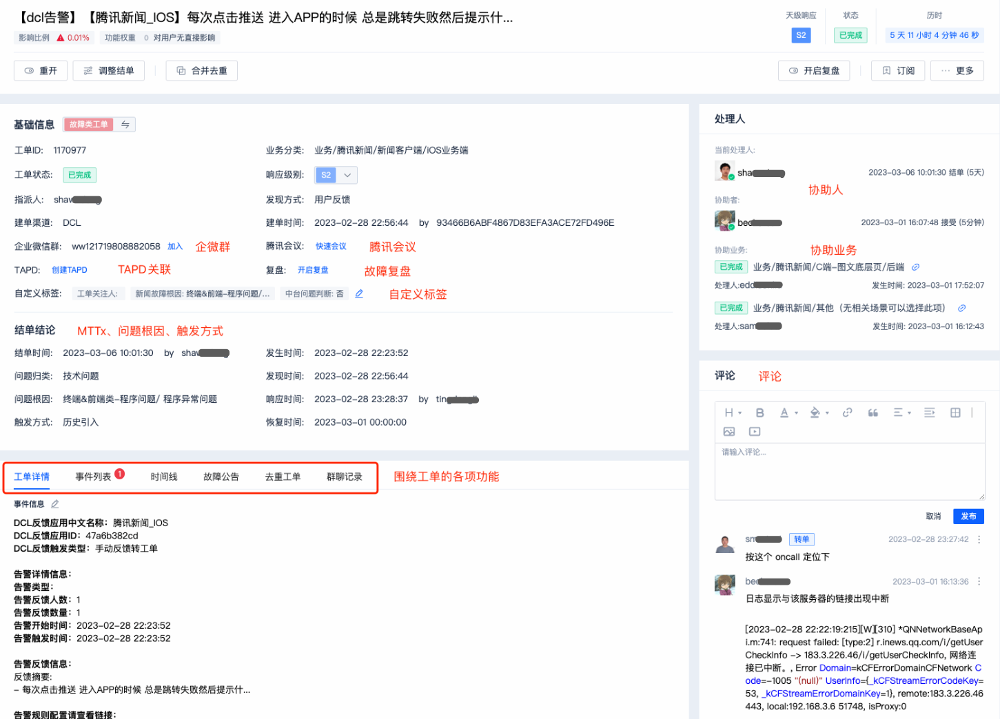 【dcl告警】【腾讯新闻_IOS】每次点击推送 进入APP的时候 总是跳转失败然后提示什...
天级响应 状态 历时
影响比例 0.01% 功能权重 0 对用户无直接影响
S2 已完成 5 天 11 小时 4 分钟 46 秒
重开 调整结单 合并去重 开启复盘 订阅 ··· 更多
基础信息 故障类工单
工单ID: 1170977 业务分类: 业务/腾讯新闻/新闻客户端/iOS业务端
工单状态: 已完成 响应级别: S2
指派人: shaw 发现方式: 用户反馈
建单渠道: DCL 建单时间: 2023-02-28 22:56:44 by 93466B6ABF4867D83EFA3ACE72FD496E
企业微信群: ww121719808882058 加入 企微群 腾讯会议: 快速会议 腾讯会议
TAPD: 创建TAPD TAPD关联 复盘: 开启复盘 故障复盘
自定义标签: 工单关注人: 新闻故障根因: 终端&前端-程序问题/... 中台问题判断: 否 自定义标签
结单结论 MTTx、问题根因、触发方式
结单时间: 2023-03-06 10:01:30 by shaw 发生时间: 2023-02-28 22:23:52
问题归类: 技术问题 发现时间: 2023-02-28 22:56:44
问题根因: 终端&前端类-程序问题/ 程序异常问题 响应时间: 2023-02-28 23:28:37 by ting
触发方式: 历史引入 恢复时间: 2023-03-01 00:00:00
工单详情 事件列表 1 时间线 故障公告 去重工单 群聊记录 围绕工单的各项功能
事件信息
DCL反馈应用中文名称: 腾讯新闻_IOS
DCL反馈应用ID: 47a6b382cd
DCL反馈触发类型: 手动反馈转工单
告警详情信息:
告警类型:
告警反馈人数: 1
告警反馈数量: 1
告警开始时间: 2023-02-28 22:23:52
告警触发时间: 2023-02-28 22:23:52
告警反馈信息:
反馈摘要:
- 每次点击推送 进入APP的时候 总是跳转失败然后提示什...
告警规则配置请查看链接:
处理人
当前处理人:
sha 2023-03-06 10:01:30 结单 (5天)
协助人
协助者:
bec 2023-03-01 16:07:48 接受 (5分钟)
协助业务
协助业务:
已完成 业务/腾讯新闻/C端-图文底层页/后端
处理人:edd 发生时间: 2023-03-01 17:52:07
已完成 业务/腾讯新闻/其他（无相关场景可以选择此项）
处理人:sam 发生时间: 2023-03-01 16:12:43
评论 评论
H B A
请输入评论...
取消 发布
sm 转单 2023-02-28 23:27:42
按这个 oncall 定位下
bec 2023-03-01 16:13:36
日志显示与该服务器的链接出现中断
[2023-02-28 22:22:19:215][W][310] *QNNetworkBaseAp
i.m:741: request failed: [type:2] r.inews.qq.com/i/getUser
CheckInfo -> 183.3.226.46/i/getUserCheckInfo, 网络连
接已中断。, Error Domain=kCFErrorDomainCFNetwork C
ode=-1005 "(null)" UserInfo={_kCFStreamErrorCodeKey=
53, _kCFStreamErrorDomainKey=1}, remote:183.3.226.46
443, local:192.168.3.6 51748, isProxy:0